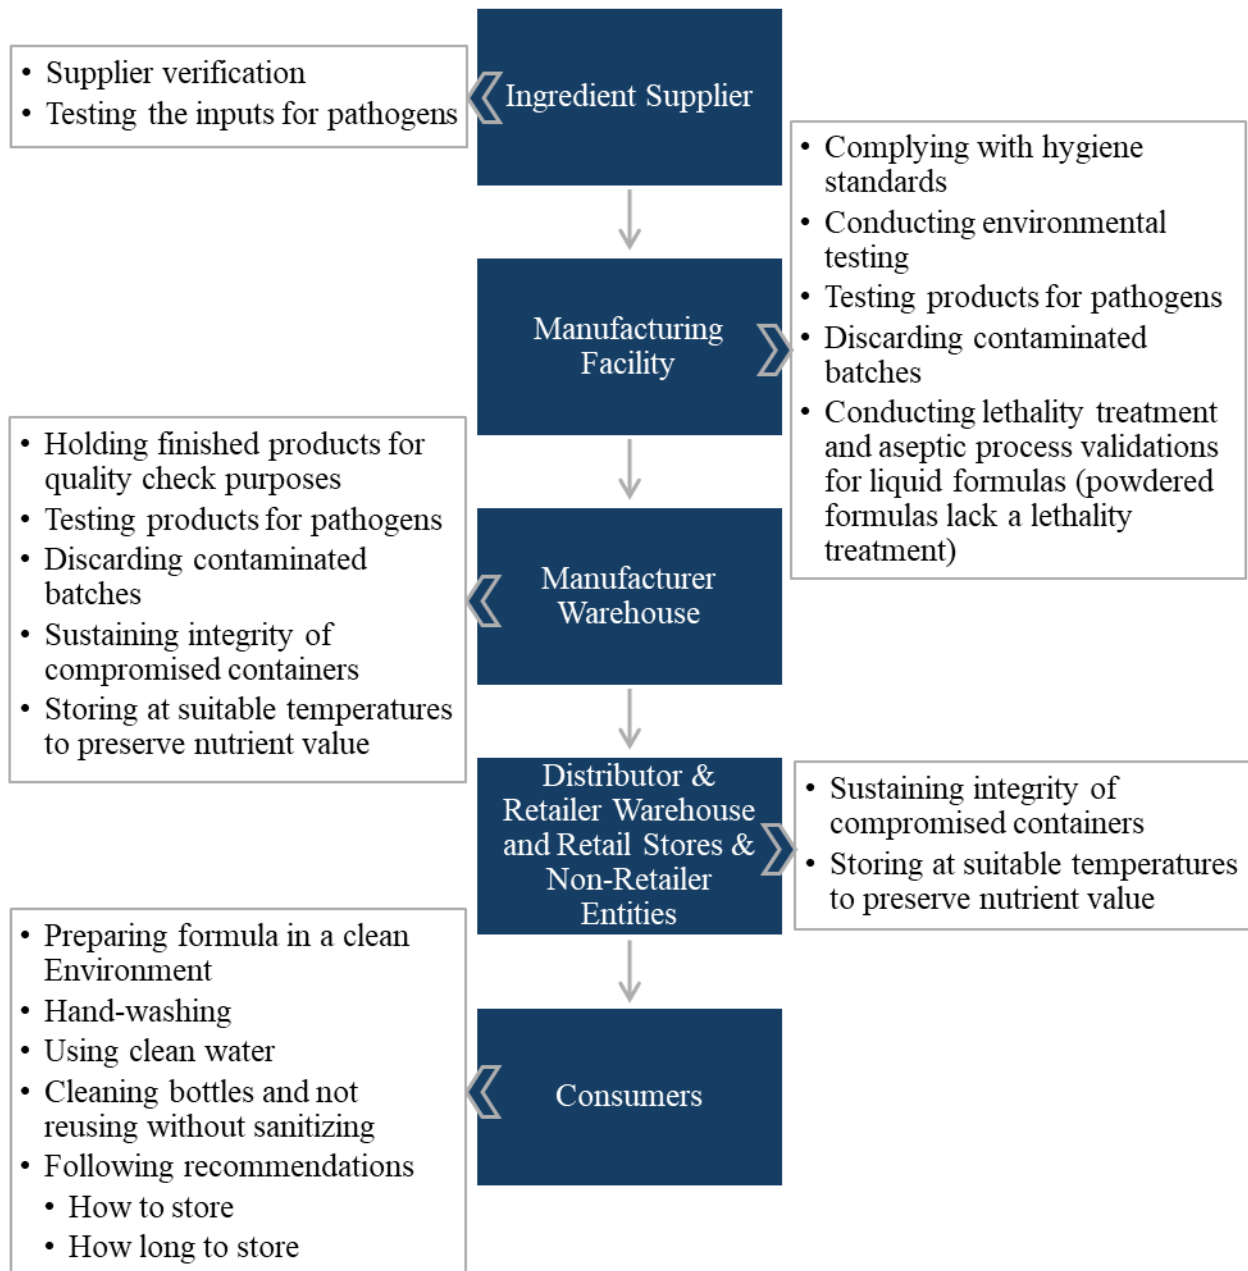 • Supplier verification
• Testing the inputs for pathogens
Ingredient Supplier
• Complying with hygiene
standards
• Conducting environmental
testing
• Testing products for pathogens
• Discarding contaminated
batches
• Conducting lethality treatment
and aseptic process validations
for liquid formulas (powdered
formulas lack a lethality
treatment)
Manufacturing
Facility
• Holding finished products for
quality check purposes
• Testing products for pathogens
• Discarding contaminated
batches
• Sustaining integrity of
compromised containers
• Storing at suitable temperatures
to preserve nutrient value
Manufacturer
Warehouse
Distributor &
Retailer Warehouse
and Retail Stores &
Non-Retailer
Entities
• Sustaining integrity of
compromised containers
• Storing at suitable temperatures
to preserve nutrient value
• Preparing formula in a clean
Environment
• Hand-washing
• Using clean water
• Cleaning bottles and not
reusing without sanitizing
• Following recommendations
• How to store
• How long to store
Consumers